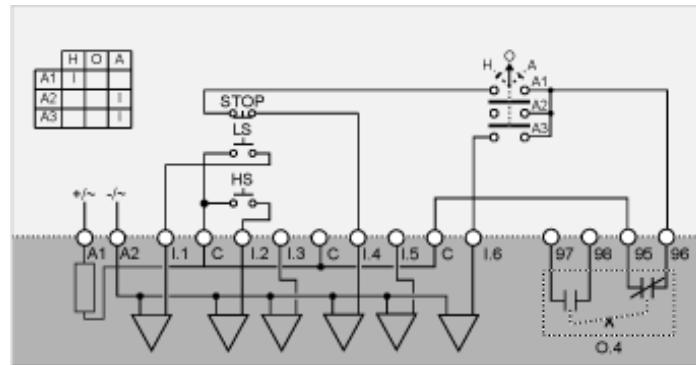 H O A
A1 I
A2 I
A3 I
H O A
A1
A2
A3
STOP
LS
HS
+/~ -/~
A1 A2 I.1 C I.2 I.3 C I.4 I.5 C I.6 97 98 95 96
x
O.4